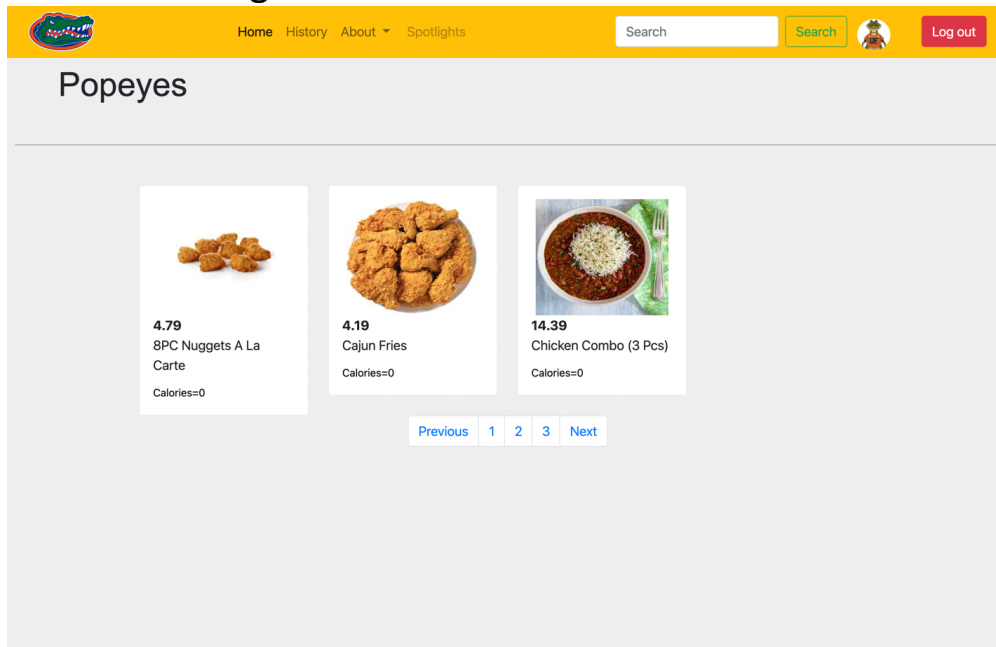 Home History About Spotlights Search Search Log out
Popeyes
4.79
8PC Nuggets A La
Carte
Calories=0
4.19
Cajun Fries
Calories=0
14.39
Chicken Combo (3 Pcs)
Calories=0
Previous 1 2 3 Next